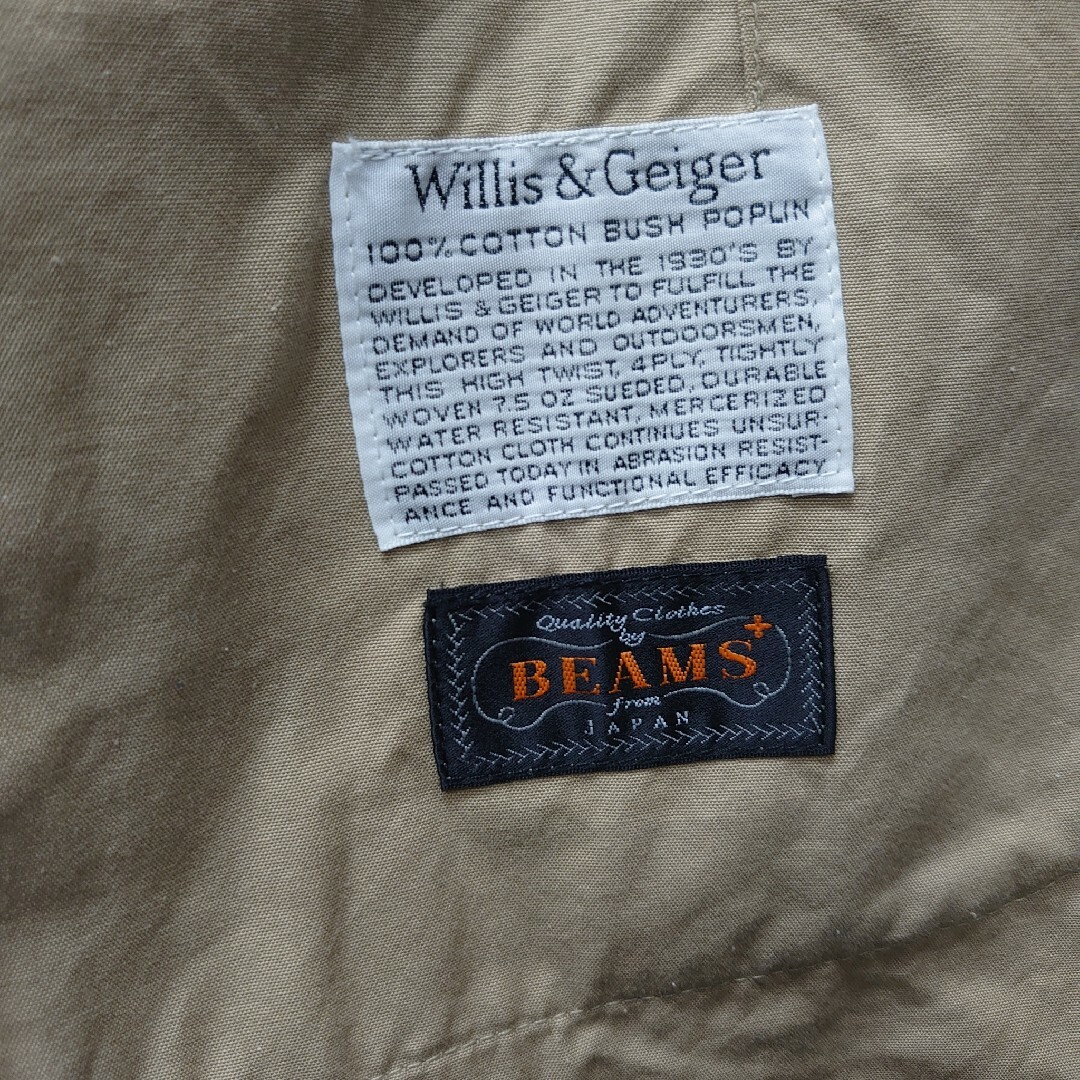 Willis & Geiger
100% COTTON BUSH POPLIN
DEVELOPED IN THE 1930'S BY
WILLIS & GEIGER TO FULFILL THE
DEMAND OF WORLD ADVENTURERS,
EXPLORERS AND OUTDOORSMEN,
THIS HIGH TWIST, 4PLY, TIGHTLY
WOVEN 7.5 OZ SUEDED, DURABLE
WATER RESISTANT, MERCERIZED
COTTON CLOTH CONTINUES UNSUR-
PASSED TODAY IN ABRASION RESIST-
ANCE AND FUNCTIONAL EFFICACY
Quality Clothes
by
BEAMS+
from
JAPAN